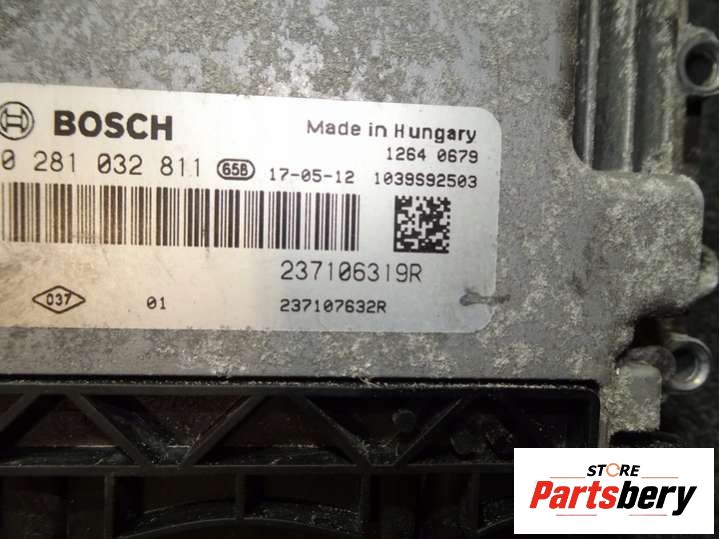 BOSCH
Made in Hungary
1264 0679
0 281 032 811 65B 17-05-12 1039S92503
237106319R
037 01 237107632R
STORE
Partsbery